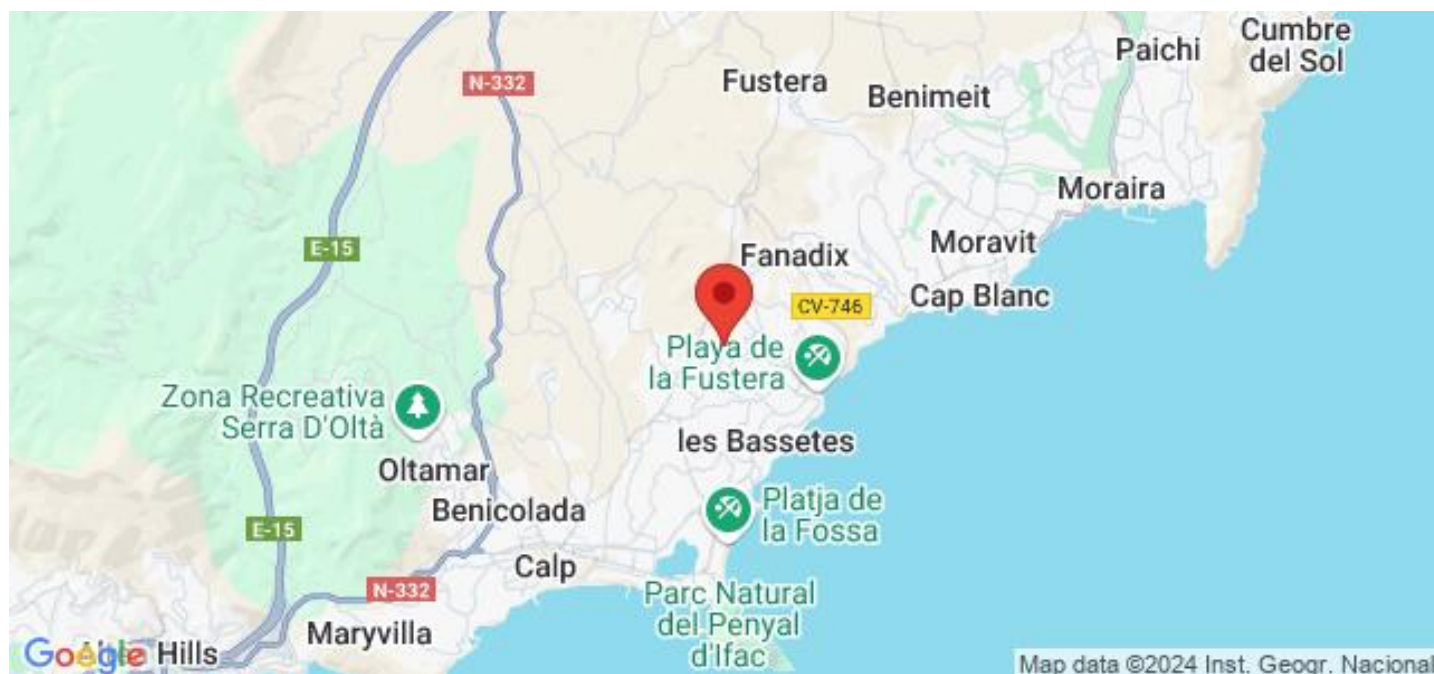 Cumbre
del Sol
Paichi
Fustera
N-332
Benimeit
Moraira
E-15
Fanadix
Moravit
Cap Blanc
CV-746
Playa de
la Fustera
Zona Recreativa
Serra D'Oltà
les Bassetes
Oltamar
Benicolada
Platja de
la Fossa
E-15
Calp
N-332
Parc Natural
del Penyal
d'Ifac
Maryvilla
Google
Hills
Map data ©2024 Inst. Geogr. Nacional